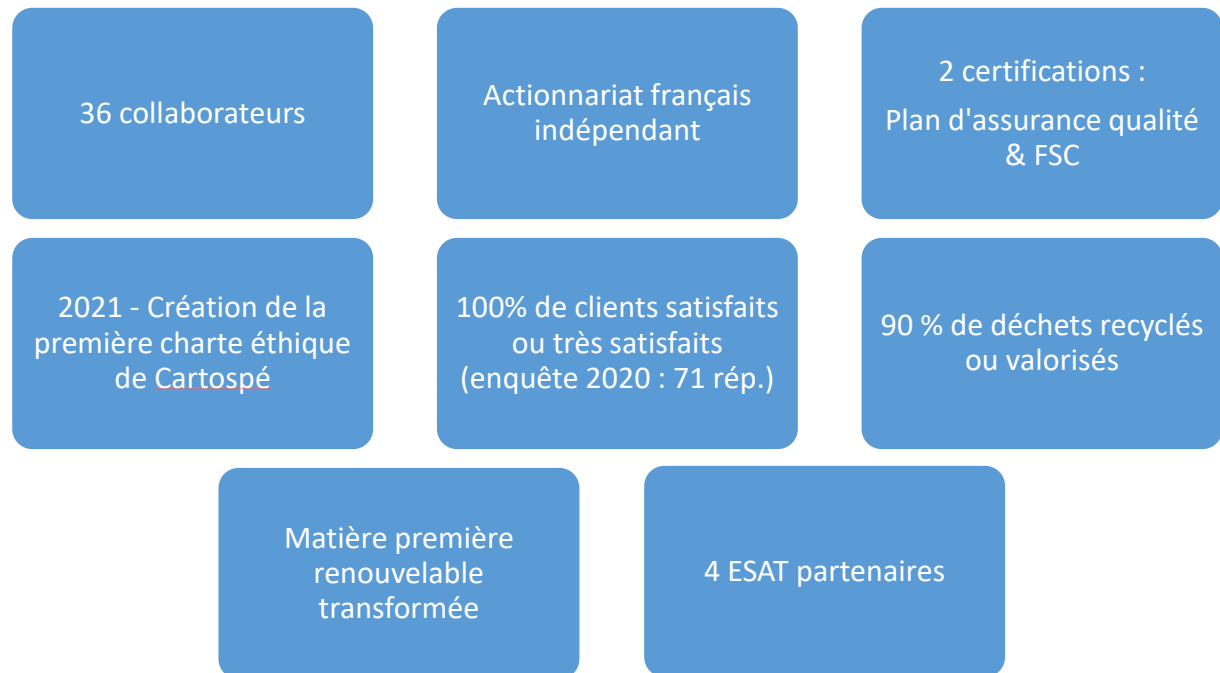 36 collaborateurs
Actionnariat français
indépendant
2 certifications :
Plan d'assurance qualité
& FSC
2021 - Création de la
première charte éthique
de Cartospé
100% de clients satisfaits
ou très satisfaits
(enquête 2020 : 71 rép.)
90 % de déchets recyclés
ou valorisés
Matière première
renouvelable
transformée
4 ESAT partenaires